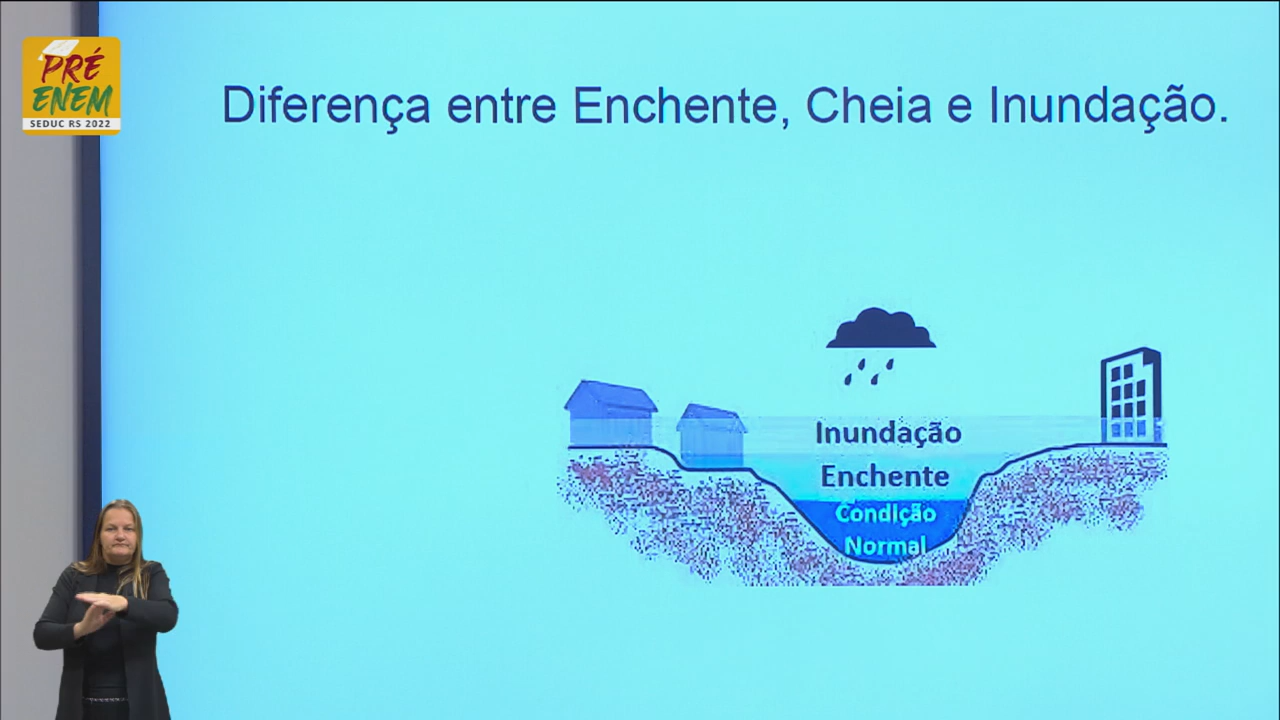 PRÉ
ENEM
SEDUC RS 2022
Diferença entre Enchente, Cheia e Inundação.
Inundação
Enchente
Condição
Normal